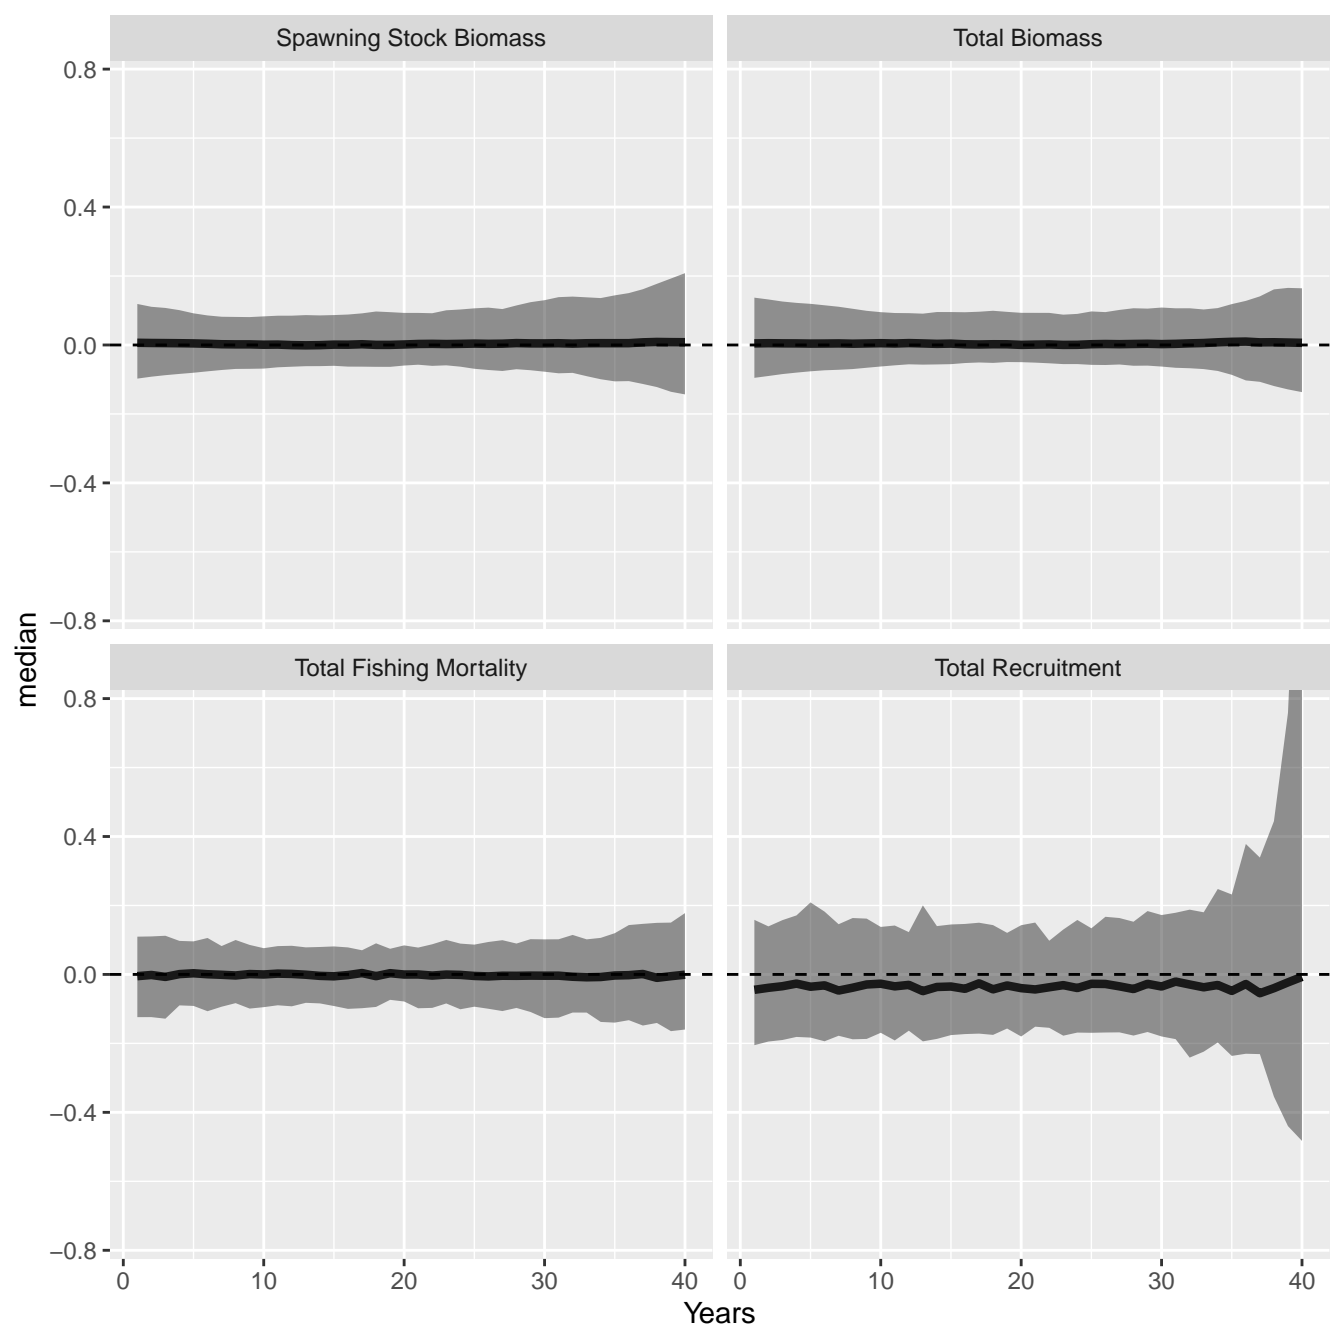 Spawning Stock Biomass
Total Biomass
0.8
0.4
0.0
−0.4
−0.8
median
Total Fishing Mortality
Total Recruitment
0.8
0.4
0.0
−0.4
−0.8
0 10 20 30 40
0 10 20 30 40
Years